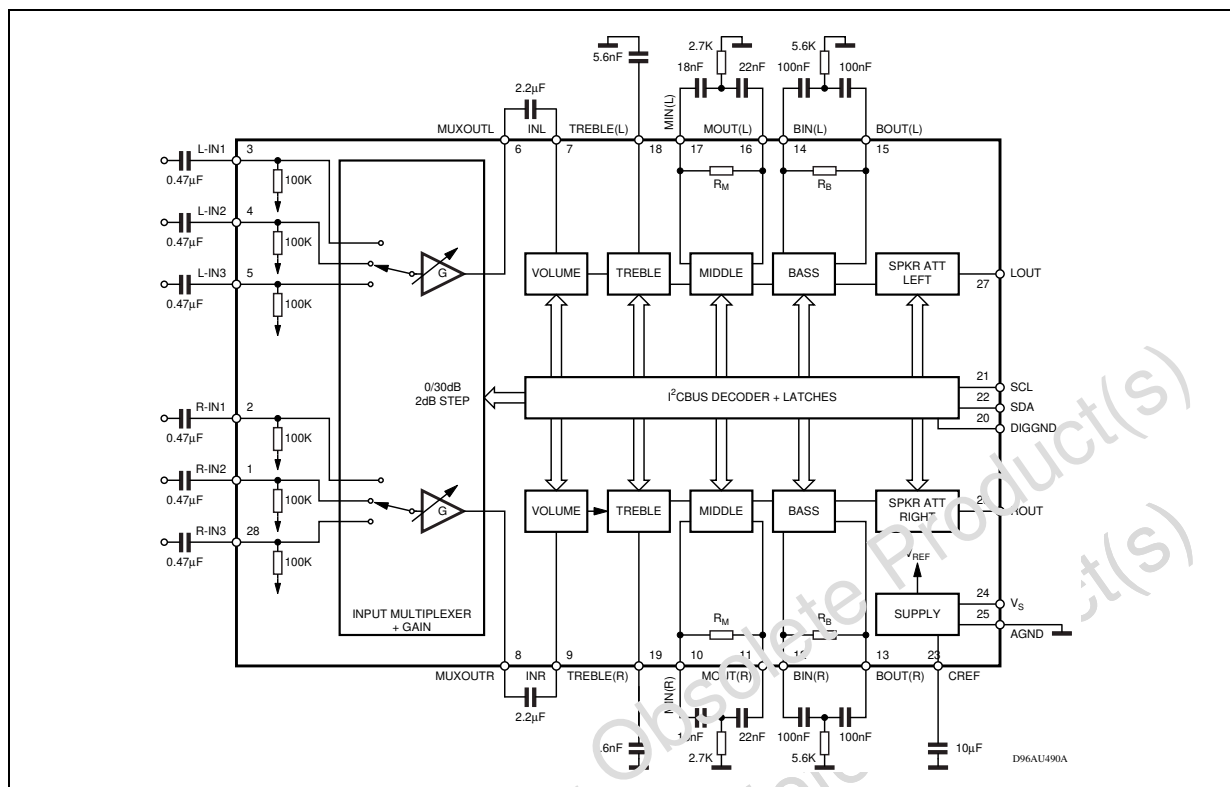 5.6nF
2.7K
18nF 22nF
5.6K
100nF 100nF
2.2µF
MUXOUTL INL TREBLE(L) MIN(L) MOUT(L) BIN(L) BOUT(L)
6 7 18 17 16 14 15
L-IN1 3
0.47µF 100K
L-IN2 4
0.47µF 100K
L-IN3 5
0.47µF 100K
G
RM
RB
VOLUME TREBLE MIDDLE BASS SPKR ATT LEFT
27 LOUT
0/30dB
2dB STEP
I2CBUS DECODER + LATCHES
21 SCL
22 SDA
20 DIGGND
R-IN1 2
0.47µF 100K
R-IN2 1
0.47µF 100K
R-IN3 28
0.47µF 100K
G
VOLUME TREBLE MIDDLE BASS SPKR ATT RIGHT
INPUT MULTIPLEXER
+ GAIN
RM
RB
SUPPLY
24 VS
25 AGND
8 9 19 10 11 13 23
MUXOUTR INR TREBLE(R) MIN(R) MOUT(R) BIN(R) BOUT(R) CREF
2.2µF
22nF
2.7K
100nF 100nF
5.6K
10µF
D96AU490A
Obsolete Product(s)